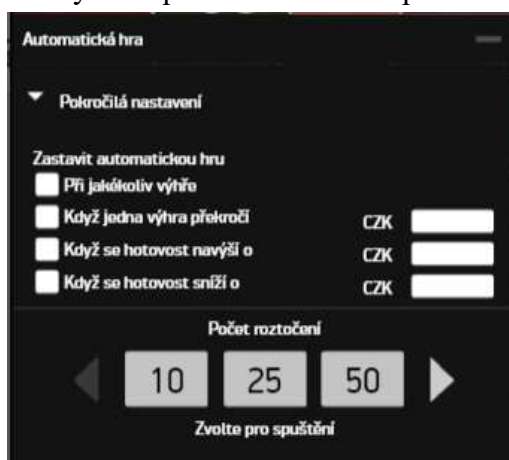 Automatická hra
Pokročilá nastavení
Zastavit automatickou hru
Při jakékoliv výhře
Když jedna výhra překročí CZK
Když se hotovost navýší o CZK
Když se hotovost sníží o CZK
Počet roztočení
10 25 50
Zvolte pro spuštění